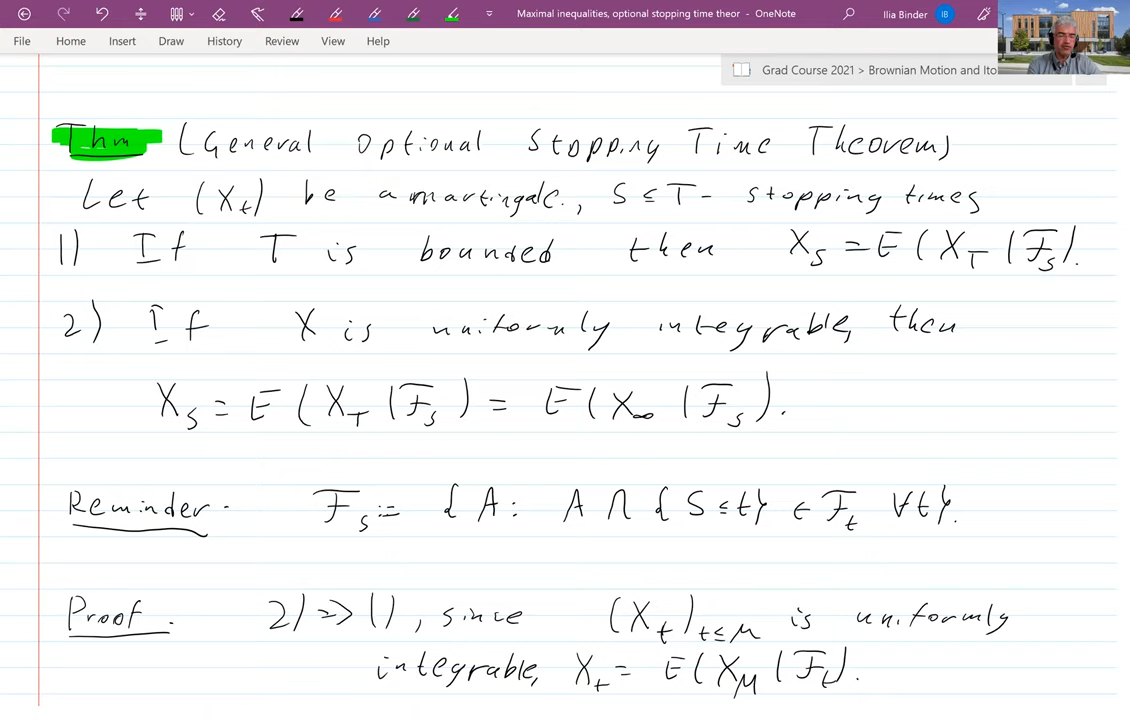 Maximal inequalities, optional stopping time theor - OneNote
Ilia Binder IB
File Home Insert Draw History Review View Help
Grad Course 2021 > Brownian Motion and Ito
Thm (General Optional Stopping Time Theorem)
Let (X_t) be a martingale, S ≤ T - stopping times
1) If T is bounded then X_S = E(X_T | F_S).
2) If X is uniformly integrable, then
X_S = E(X_T | F_S) = E(X_∞ | F_S).
Reminder. F_S := {A: A ∩ {S ≤ t} ∈ F_t ∀t}.
Proof. 2) => 1), since (X_t)_{t≤M} is uniformly
integrable, X_t = E(X_M | F_t).